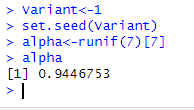 > Variant<-1
> set.seed(Variant)
> alpha<-runif(7)[7]
> alpha
[1] 0.9446753
>